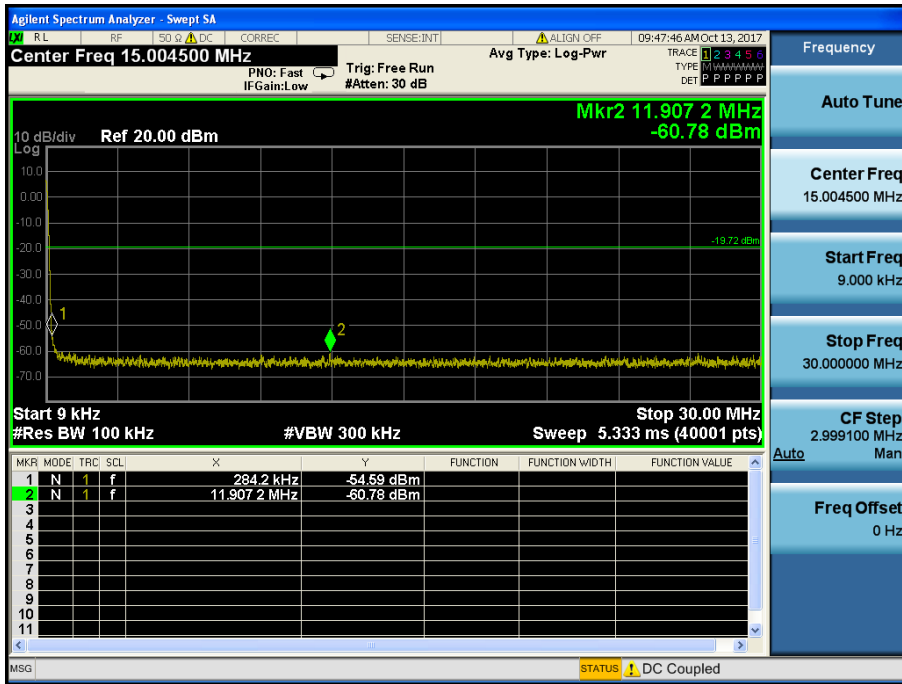 Agilent Spectrum Analyzer - Swept SA
LXI RL RF 50 Ω DC CORREC SENSE:INT ALIGN OFF 09:47:46 AM Oct 13, 2017
Center Freq 15.004500 MHz
PNO: Fast
IFGain:Low
Trig: Free Run
#Atten: 30 dB
Avg Type: Log-Pwr
TRACE 1 2 3 4 5 6
TYPE M WWWWW
DET P P P P P P
Mkr2 11.907 2 MHz
-60.78 dBm
10 dB/div Ref 20.00 dBm
Log
10.0
0.00
-10.0
-20.0
-30.0
-40.0
-50.0
-60.0
-70.0
-19.72 dBm
1
2
Start 9 kHz Stop 30.00 MHz
#Res BW 100 kHz #VBW 300 kHz Sweep 5.333 ms (40001 pts)
MKR MODE TRC SCL X Y FUNCTION FUNCTION WIDTH FUNCTION VALUE
1 N 1 f 284.2 kHz -54.59 dBm
2 N 1 f 11.907 2 MHz -60.78 dBm
3
4
5
6
7
8
9
10
11
MSG STATUS DC Coupled
Frequency
Auto Tune
Center Freq
15.004500 MHz
Start Freq
9.000 kHz
Stop Freq
30.000000 MHz
CF Step
2.999100 MHz
Auto Man
Freq Offset
0 Hz